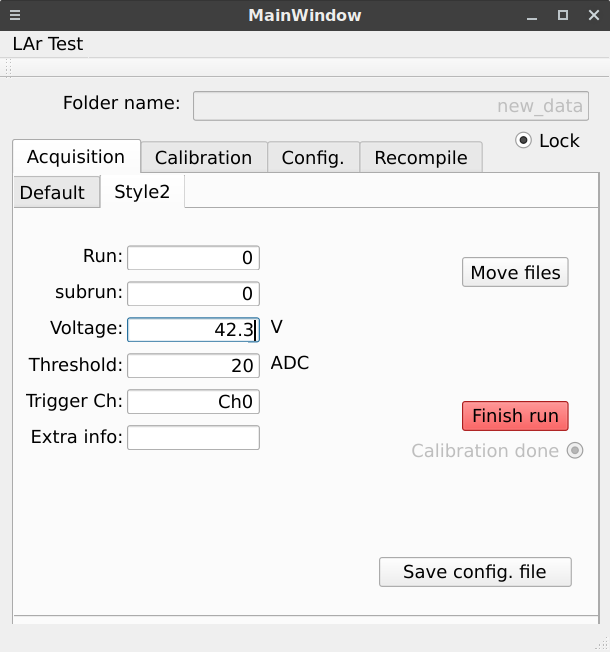 MainWindow
LAr Test
Folder name: new_data
Lock
Acquisition Calibration Config. Recompile
Default Style2
Run: 0
Move files
subrun: 0
Voltage: 42.3 V
Threshold: 20 ADC
Trigger Ch: Ch0
Finish run
Extra info:
Calibration done
Save config. file